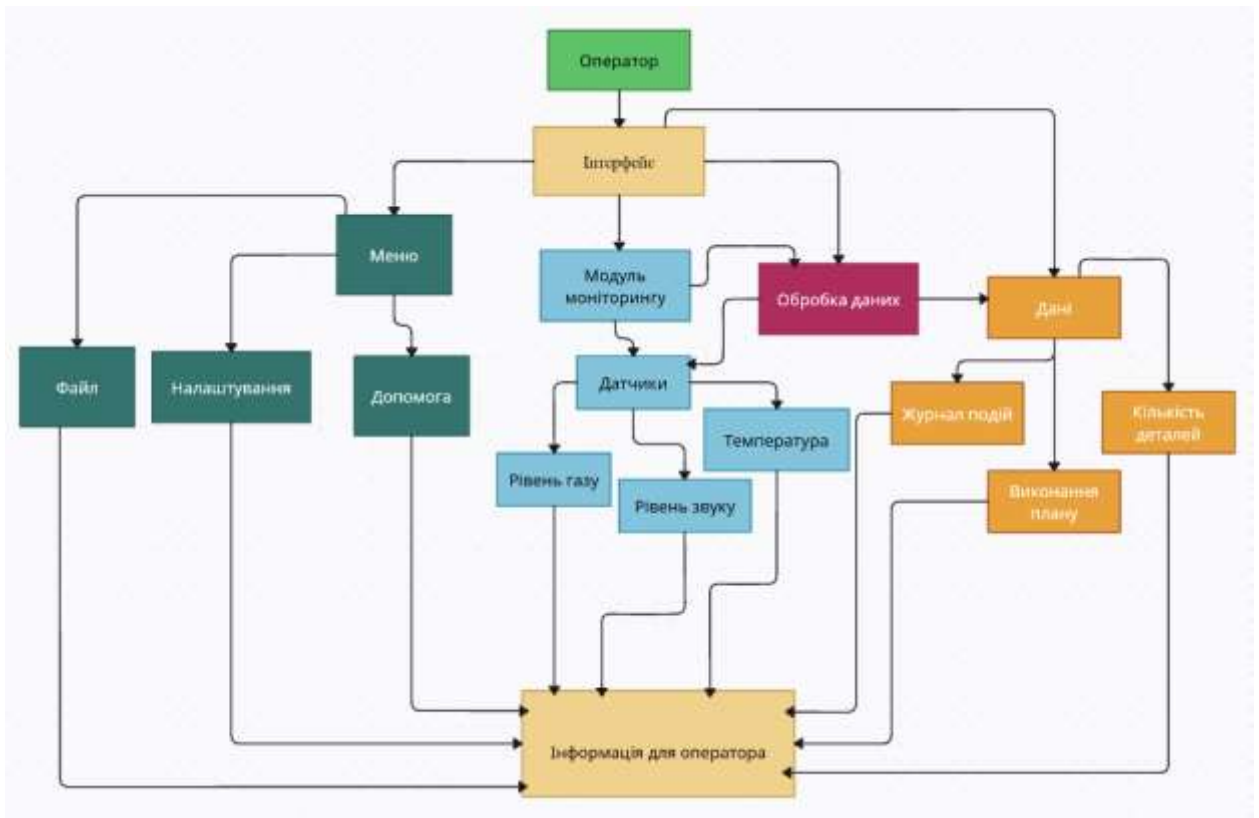 Оператор
Інтерфейс
Меню
Модуль
моніторингу
Обробка даних
Дані
Файл
Налаштування
Допомога
Датчики
Журнал подій
Кількість
деталей
Температура
Рівень газу
Рівень звуку
Виконання
плану
Інформація для оператора